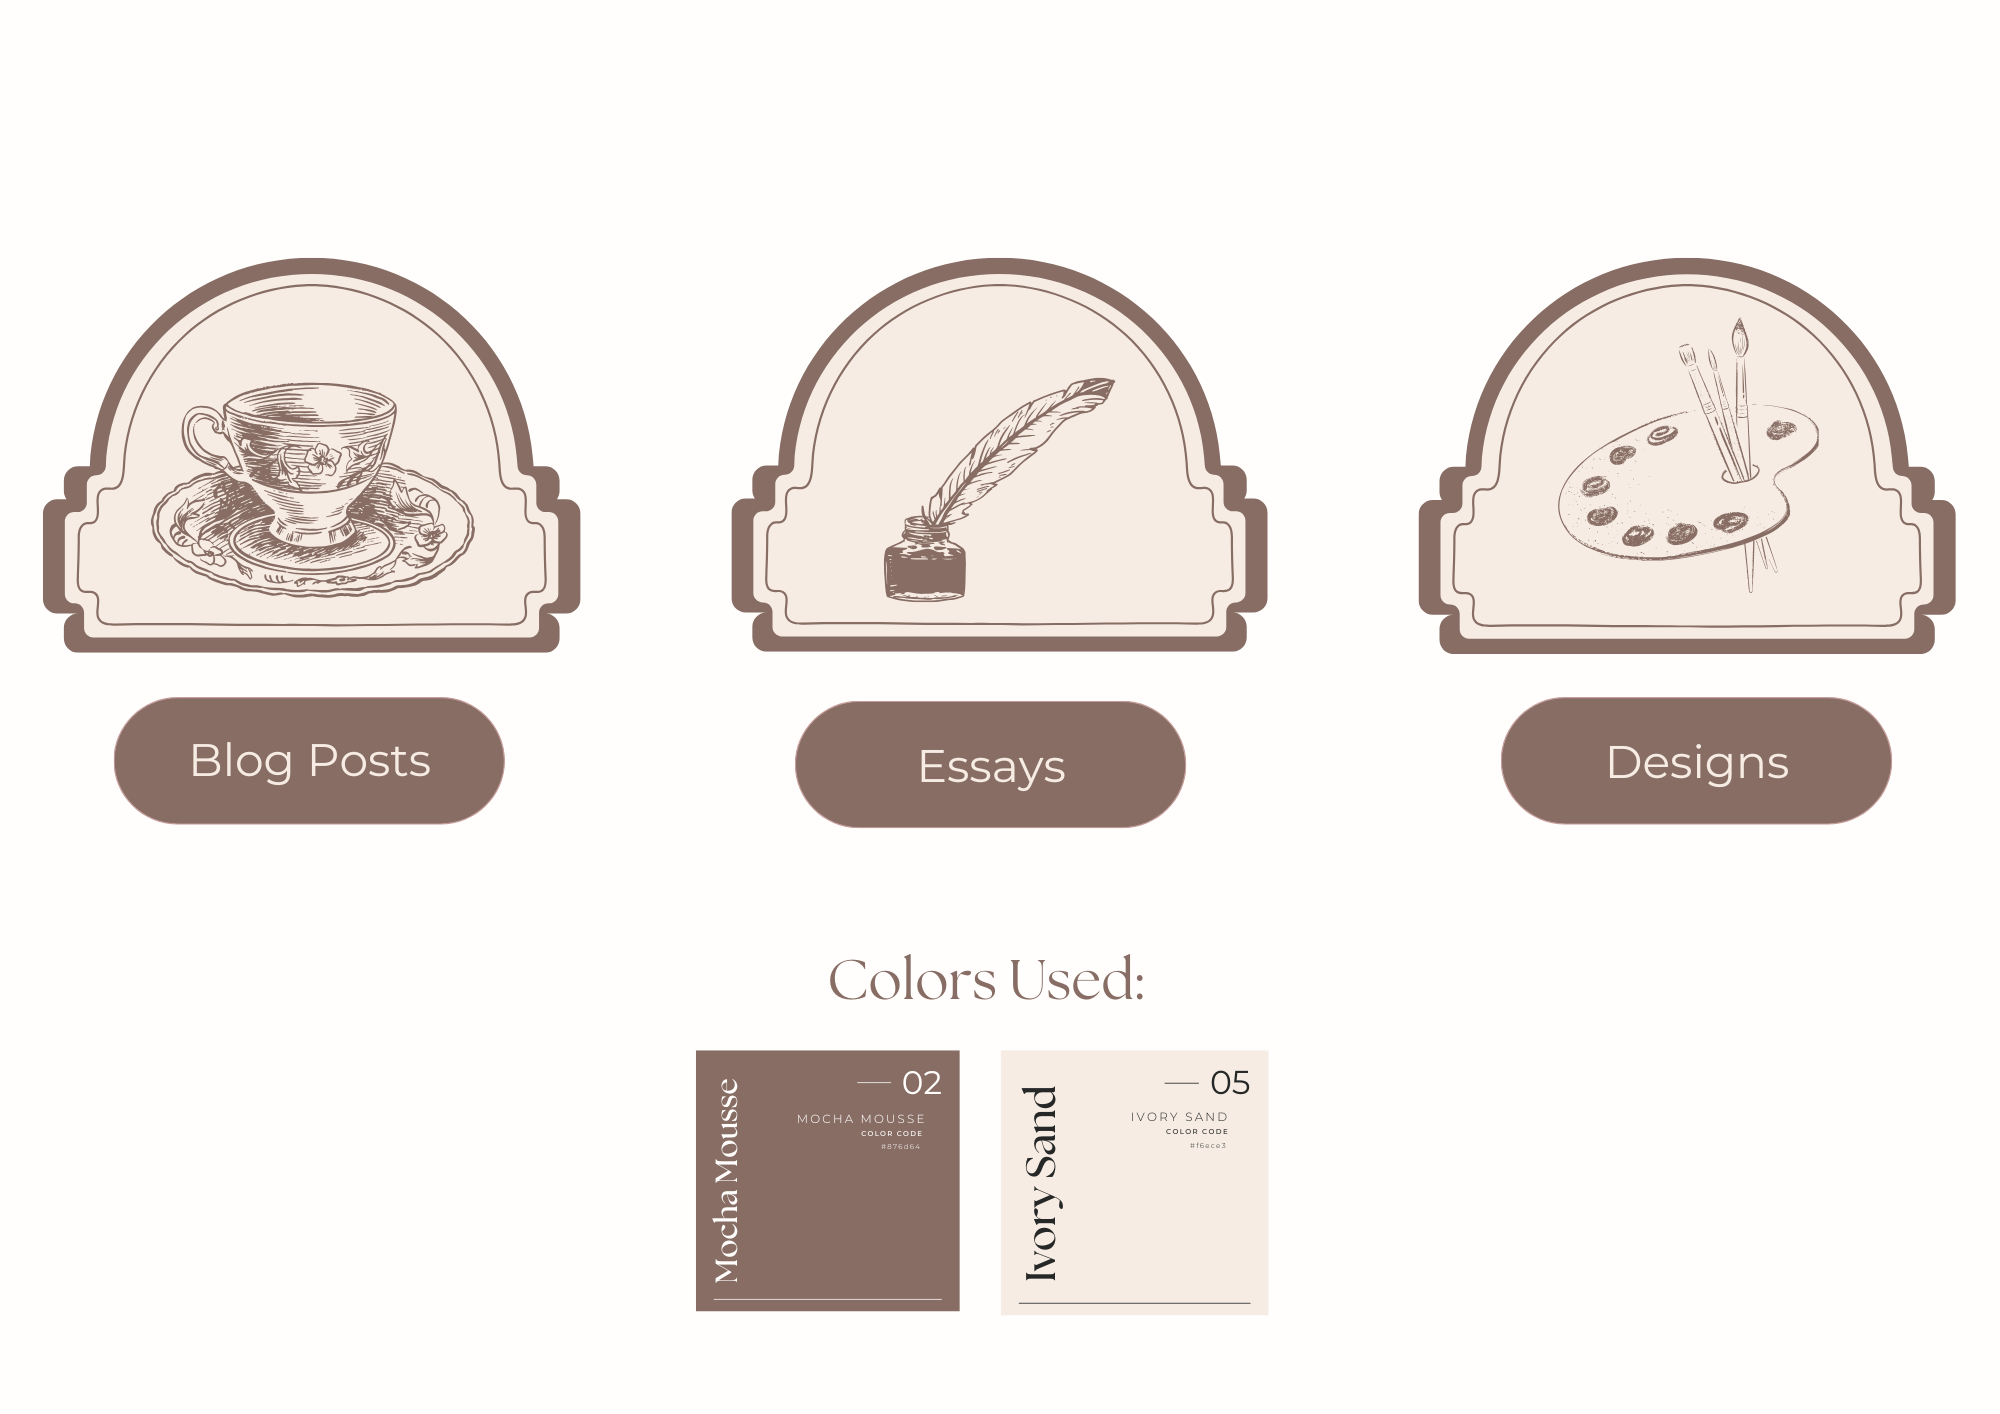 Blog Posts
Essays
Designs
Colors Used:
Mocha Mousse
02
MOCHA MOUSSE
COLOR CODE
#876d64
Ivory Sand
05
IVORY SAND
COLOR CODE
#f6ece3